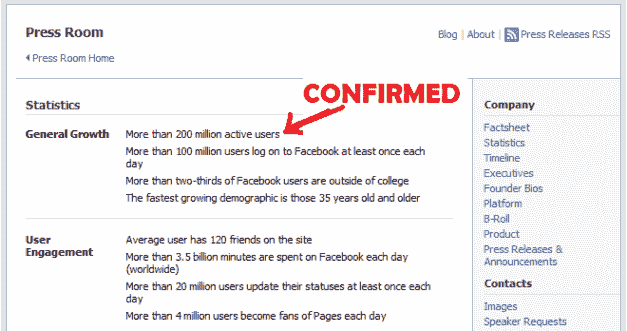 Press Room
Blog | About | Press Releases RSS
Press Room Home
CONFIRMED
Statistics
General Growth
More than 200 million active users
More than 100 million users log on to Facebook at least once each
day
More than two-thirds of Facebook users are outside of college
The fastest growing demographic is those 35 years old and older
User
Engagement
Average user has 120 friends on the site
More than 3.5 billion minutes are spent on Facebook each day
(worldwide)
More than 20 million users update their statuses at least once each
day
More than 4 million users become fans of Pages each day
Company
Factsheet
Statistics
Timeline
Executives
Founder Bios
Platform
B-Roll
Product
Press Releases &
Announcements
Contacts
Images
Speaker Requests